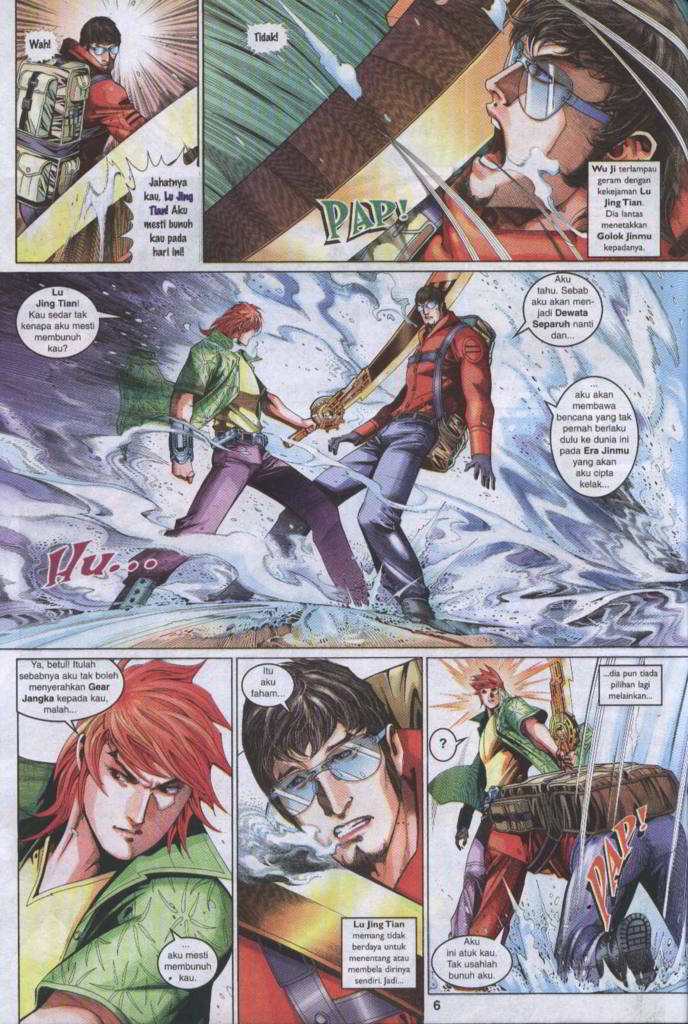 Wah!
Jahatnya
kau, Lu Jing
Tian! Aku
mesti bunuh
kau pada
hari ini!
Tidak!
PAP!
Wu Ji terlampau
geram dengan
kekejaman Lu
Jing Tian.
Dia lantas
menetakkan
Golok Jinmu
kepadanya.
Lu
Jing Tian!
Kau sedar tak
kenapa aku mesti
membunuh
kau?
Aku
tahu. Sebab
aku akan men-
jadi Dewata
Separuh nanti
dan...
...
aku akan
membawa
bencana yang tak
pernah berlaku
dulu ke dunia ini
pada Era Jinmu
yang akan
aku cipta
kelak...
Hu...
Ya, betul! Itulah
sebabnya aku tak boleh
menyerahkan Gear
Jangka kepada kau,
malah...
...
aku mesti
membunuh
kau.
Itu
aku
faham...
Lu Jing Tian
memang tidak
berdaya untuk
menentang atau
membela dirinya
sendiri. Jadi...
...dia pun tiada
pilihan lagi
melainkan...
?
PAP!
Aku
ini atuk kau.
Tak usahlah
bunuh aku.
6